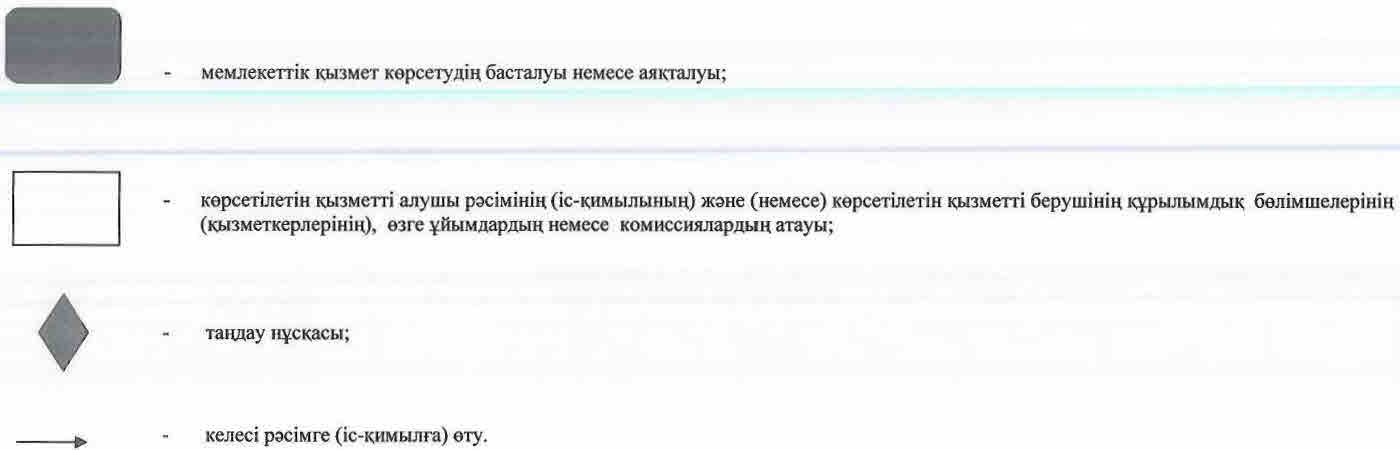 - мемлекеттік қызмет көрсетудің басталуы немесе аяқталуы;
- көрсетілетін қызметті алушы рәсімінің (іс-қимылының) және (немесе) көрсетілетін қызметті берушінің құрылымдық бөлімшелерінің
(қызметкерлерінің), өзге ұйымдардың немесе комиссиялардың атауы;
- таңдау нұсқасы;
- келесі рәсімге (іс-қимылға) өту.